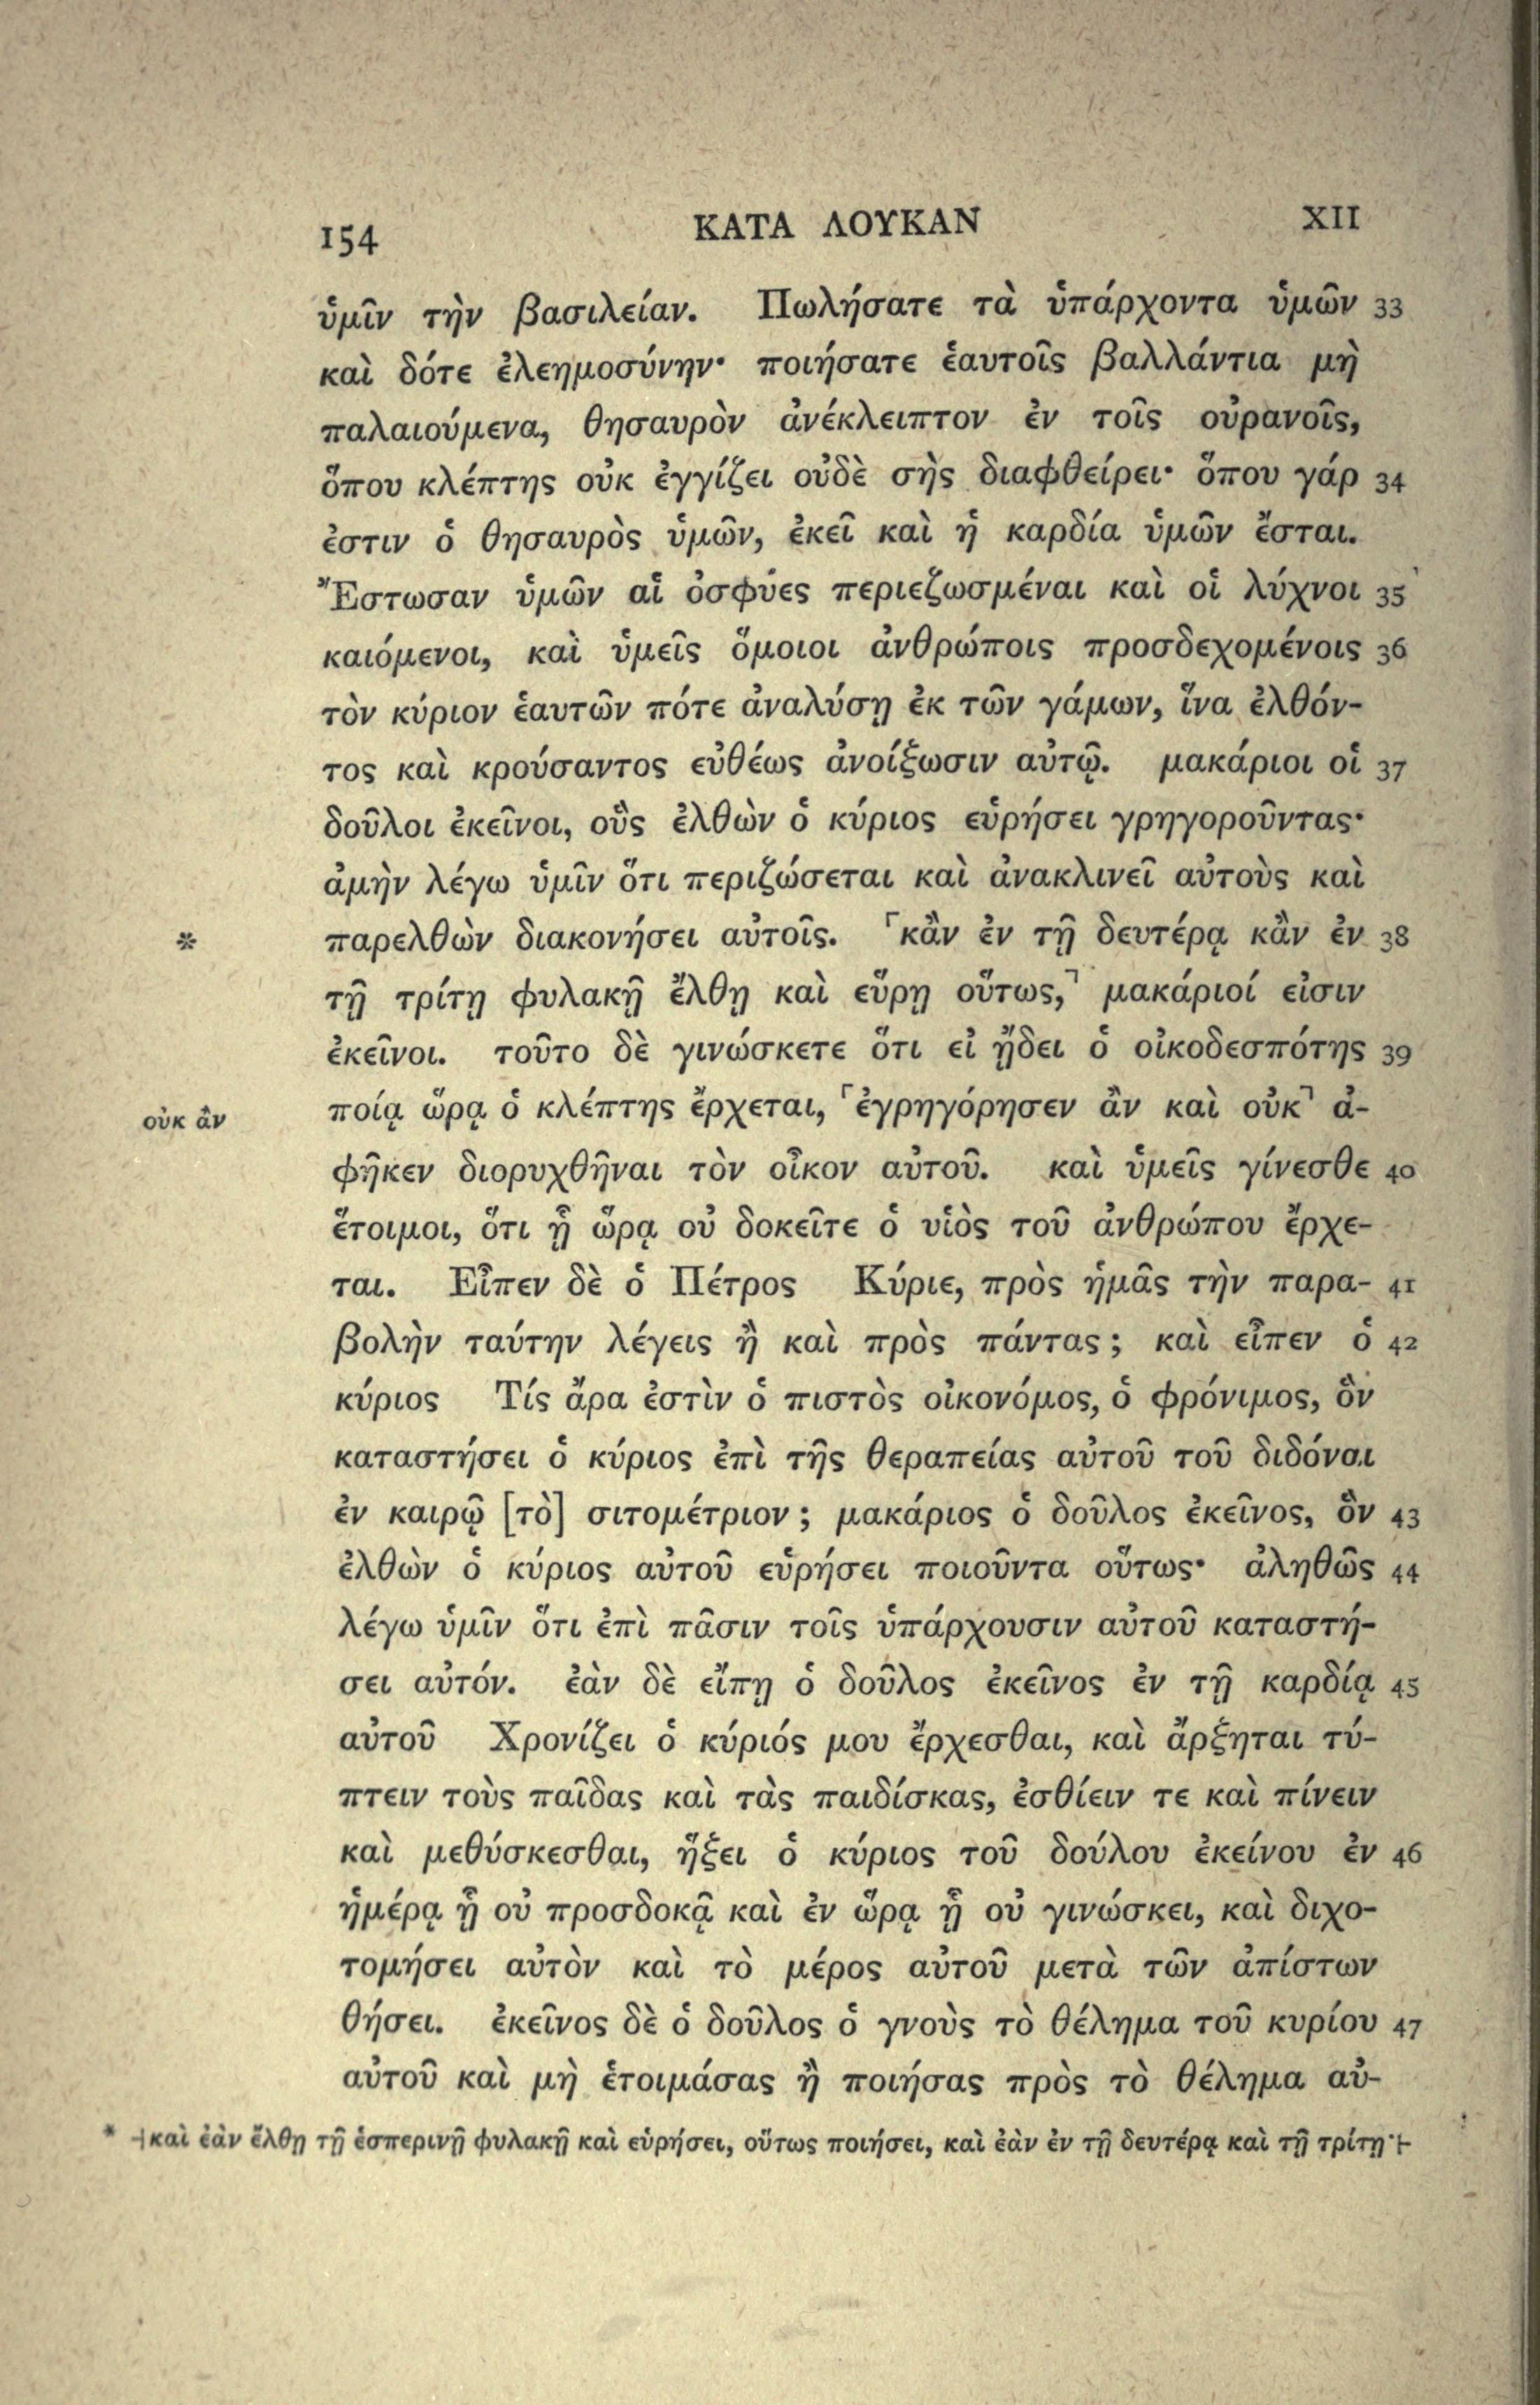 154 ΚΑΤΑ ΛΟΥΚΑΝ XII
ὑμῖν τὴν βασιλείαν. Πωλήσατε τὰ ὑπάρχοντα ὑμῶν 33
καὶ δότε ἐλεημοσύνην· ποιήσατε ἑαυτοῖς βαλλάντια μὴ
παλαιούμενα, θησαυρὸν ἀνέκλειπτον ἐν τοῖς οὐρανοῖς,
ὅπου κλέπτης οὐκ ἐγγίζει οὐδὲ σὴς διαφθείρει· ὅπου γάρ 34
ἐστιν ὁ θησαυρὸς ὑμῶν, ἐκεῖ καὶ ἡ καρδία ὑμῶν ἔσται.
Ἔστωσαν ὑμῶν αἱ ὀσφύες περιεζωσμέναι καὶ οἱ λύχνοι 35
καιόμενοι, καὶ ὑμεῖς ὅμοιοι ἀνθρώποις προσδεχομένοις 36
τὸν κύριον ἑαυτῶν πότε ἀναλύσῃ ἐκ τῶν γάμων, ἵνα ἐλθόν-
τος καὶ κρούσαντος εὐθέως ἀνοίξωσιν αὐτῷ. μακάριοι οἱ 37
δοῦλοι ἐκεῖνοι, οὓς ἐλθὼν ὁ κύριος εὑρήσει γρηγοροῦντας·
ἀμὴν λέγω ὑμῖν ὅτι περιζώσεται καὶ ἀνακλινεῖ αὐτοὺς καὶ
* παρελθὼν διακονήσει αὐτοῖς. ⌜κἂν ἐν τῇ δευτέρᾳ κἂν ἐν 38
τῇ τρίτῃ φυλακῇ ἔλθῃ καὶ εὕρῃ οὕτως,⌝ μακάριοί εἰσιν
ἐκεῖνοι. τοῦτο δὲ γινώσκετε ὅτι εἰ ᾔδει ὁ οἰκοδεσπότης 39
οὐκ ἂν ποίᾳ ὥρᾳ ὁ κλέπτης ἔρχεται, ⌜ἐγρηγόρησεν ἂν καὶ οὐκ⌝ ἀ-
φῆκεν διορυχθῆναι τὸν οἶκον αὐτοῦ. καὶ ὑμεῖς γίνεσθε 40
ἕτοιμοι, ὅτι ᾗ ὥρᾳ οὐ δοκεῖτε ὁ υἱὸς τοῦ ἀνθρώπου ἔρχε-
ται. Εἶπεν δὲ ὁ Πέτρος Κύριε, πρὸς ἡμᾶς τὴν παρα- 41
βολὴν ταύτην λέγεις ἢ καὶ πρὸς πάντας; καὶ εἶπεν ὁ 42
κύριος Τίς ἄρα ἐστὶν ὁ πιστὸς οἰκονόμος, ὁ φρόνιμος, ὃν
καταστήσει ὁ κύριος ἐπὶ τῆς θεραπείας αὐτοῦ τοῦ διδόναι
ἐν καιρῷ [τὸ] σιτομέτριον; μακάριος ὁ δοῦλος ἐκεῖνος, ὃν 43
ἐλθὼν ὁ κύριος αὐτοῦ εὑρήσει ποιοῦντα οὕτως· ἀληθῶς 44
λέγω ὑμῖν ὅτι ἐπὶ πᾶσιν τοῖς ὑπάρχουσιν αὐτοῦ καταστή-
σει αὐτόν. ἐὰν δὲ εἴπῃ ὁ δοῦλος ἐκεῖνος ἐν τῇ καρδίᾳ 45
αὐτοῦ Χρονίζει ὁ κύριός μου ἔρχεσθαι, καὶ ἄρξηται τύ-
πτειν τοὺς παῖδας καὶ τὰς παιδίσκας, ἐσθίειν τε καὶ πίνειν
καὶ μεθύσκεσθαι, ἥξει ὁ κύριος τοῦ δούλου ἐκείνου ἐν 46
ἡμέρᾳ ᾗ οὐ προσδοκᾷ καὶ ἐν ὥρᾳ ᾗ οὐ γινώσκει, καὶ διχο-
τομήσει αὐτὸν καὶ τὸ μέρος αὐτοῦ μετὰ τῶν ἀπίστων
θήσει. ἐκεῖνος δὲ ὁ δοῦλος ὁ γνοὺς τὸ θέλημα τοῦ κυρίου 47
αὐτοῦ καὶ μὴ ἑτοιμάσας ἢ ποιήσας πρὸς τὸ θέλημα αὐ-
* ⊣καὶ ἐὰν ἔλθῃ τῇ ἑσπερινῇ φυλακῇ καὶ εὑρήσει, οὕτως ποιήσει, καὶ ἐὰν ἐν τῇ δευτέρᾳ καὶ τῇ τρίτῃ·⊢